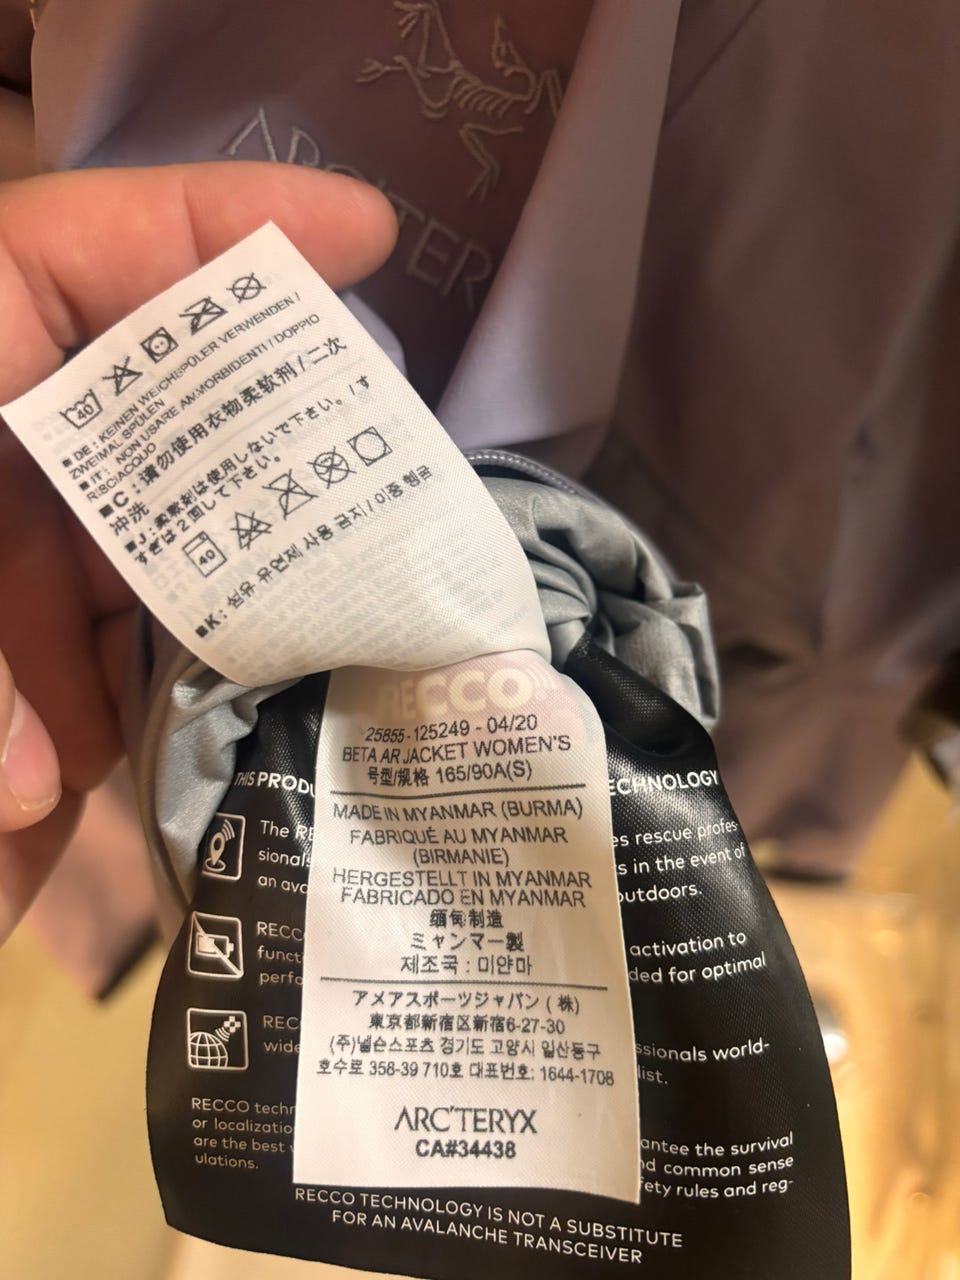 ARC'TER
40
■ DE : KEINEN WEICHSPÜLER VERWENDEN /
ZWEIMAL SPÜLEN
■ IT : NON USARE AMMORBIDENTI / DOPPIO
RISCIACQUO
■ C : 请勿使用衣物柔软剂 / 二次
冲洗
■ J : 柔軟剤は使用しないで下さい。/ す
すぎは2回して下さい。
40
■ K : 섬유 유연제 사용 금지 / 이중 헹굼
RECCO
25855-125249 - 04/20
BETA AR JACKET WOMEN'S
号型/规格 165/90A(S)
MADE IN MYANMAR (BURMA)
FABRIQUÉ AU MYANMAR
(BIRMANIE)
HERGESTELLT IN MYANMAR
FABRICADO EN MYANMAR
缅甸制造
ミャンマー製
제조국 : 미얀마
アメアスポーツジャパン ( 株)
東京都新宿区新宿6-27-30
(주)넬슨스포츠 경기도 고양시 일산동구
호수로 358-39 710호 대표번호: 1644-1708
ARC'TERYX
CA#34438
THIS PRODU ECHNOLOGY
The RE es rescue profes-
sionals s in the event of
an ava outdoors.
RECC activation to
funct ded for optimal
perfo
REC ssionals world-
wide list.
RECCO techn antee the survival
or localizatio nd common sense
are the best fety rules and reg-
ulations.
RECCO TECHNOLOGY IS NOT A SUBSTITUTE
FOR AN AVALANCHE TRANSCEIVER